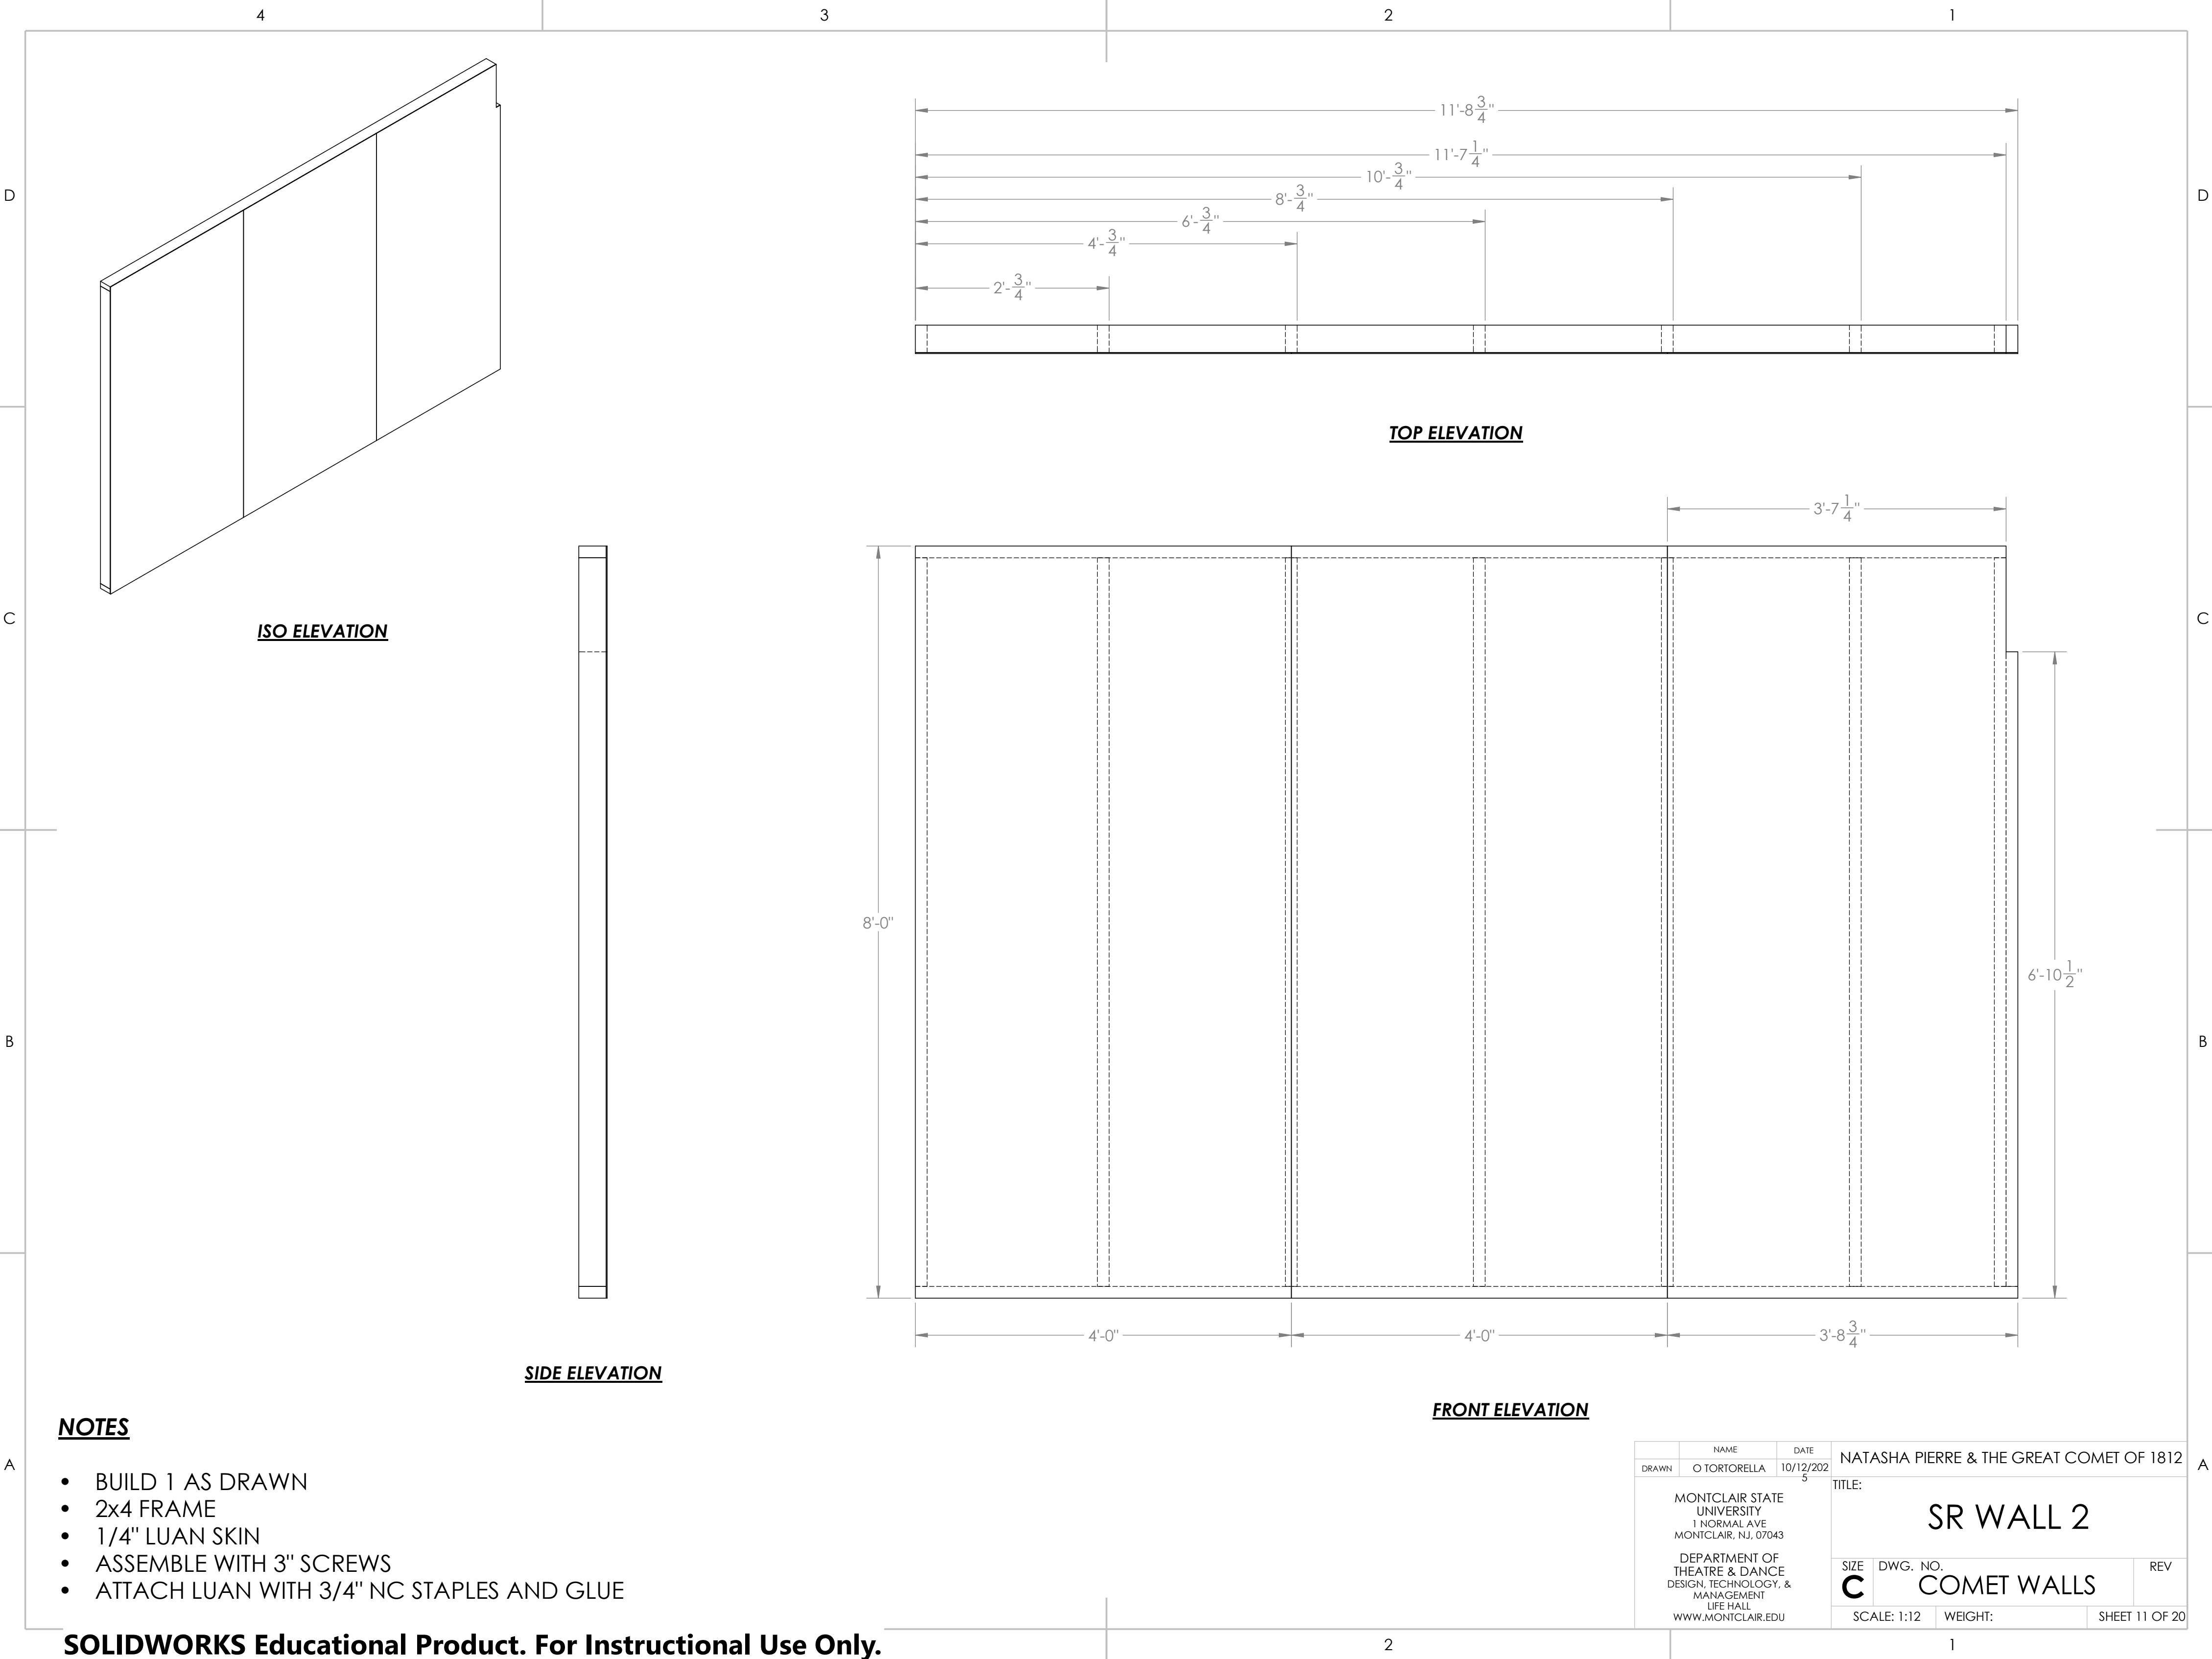 4 3 2 1
11'-8 3/4"
11'-7 1/4"
10'- 3/4"
8'- 3/4"
6'- 3/4"
4'- 3/4"
2'- 3/4"
D D
TOP ELEVATION
3'-7 1/4"
C C
ISO ELEVATION
8'-0"
6'-10 1/2"
B B
4'-0" 4'-0" 3'-8 3/4"
SIDE ELEVATION
FRONT ELEVATION
NOTES
• BUILD 1 AS DRAWN
• 2x4 FRAME
• 1/4" LUAN SKIN
• ASSEMBLE WITH 3" SCREWS
• ATTACH LUAN WITH 3/4" NC STAPLES AND GLUE
A A
NAME DATE
DRAWN O TORTORELLA 10/12/202
5
MONTCLAIR STATE
UNIVERSITY
1 NORMAL AVE
MONTCLAIR, NJ, 07043
DEPARTMENT OF
THEATRE & DANCE
DESIGN, TECHNOLOGY, &
MANAGEMENT
LIFE HALL
WWW.MONTCLAIR.EDU
NATASHA PIERRE & THE GREAT COMET OF 1812
TITLE:
SR WALL 2
SIZE DWG. NO. REV
C COMET WALLS
SCALE: 1:12 WEIGHT: SHEET 11 OF 20
SOLIDWORKS Educational Product. For Instructional Use Only.
2 1